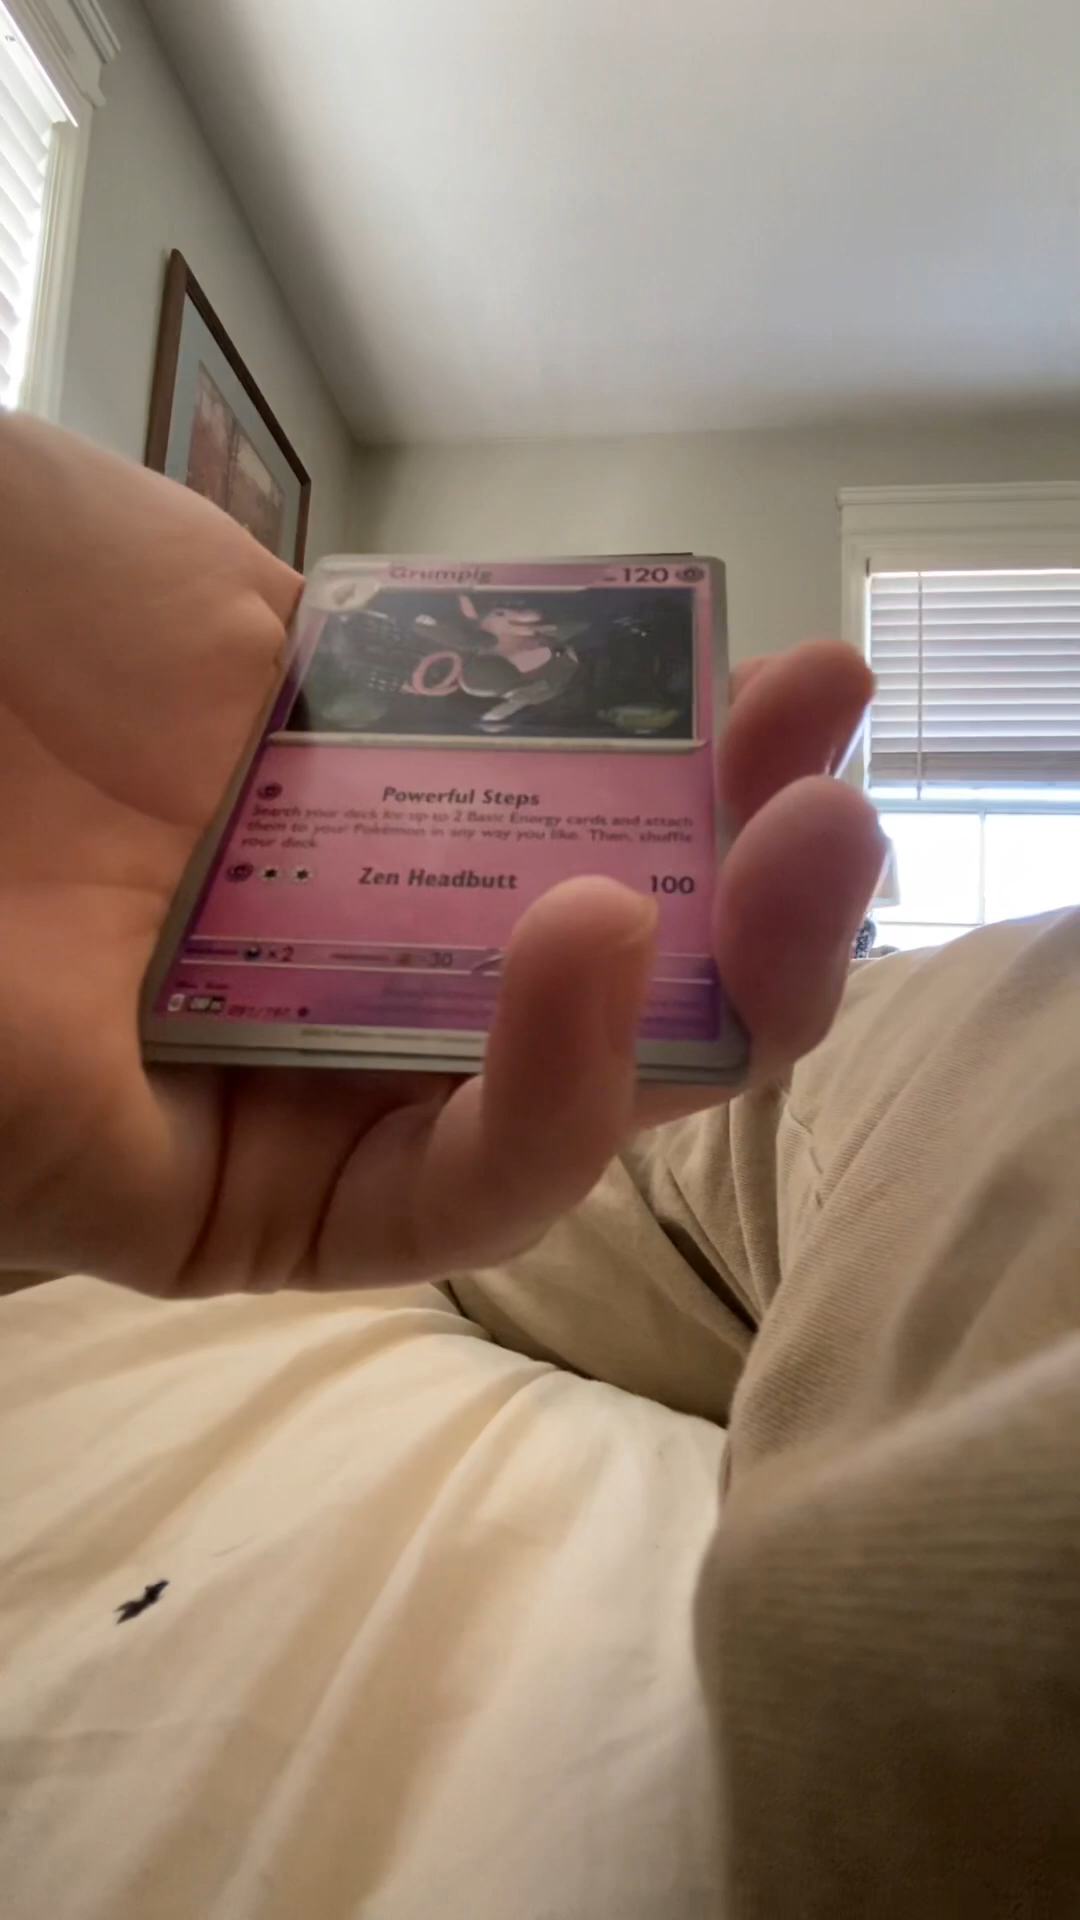 Grumpig 120
Powerful Steps
Search your deck for up to 2 Basic Energy cards and attach
them to your Pokémon in any way you like. Then, shuffle
your deck.
Zen Headbutt 100
×2 -30